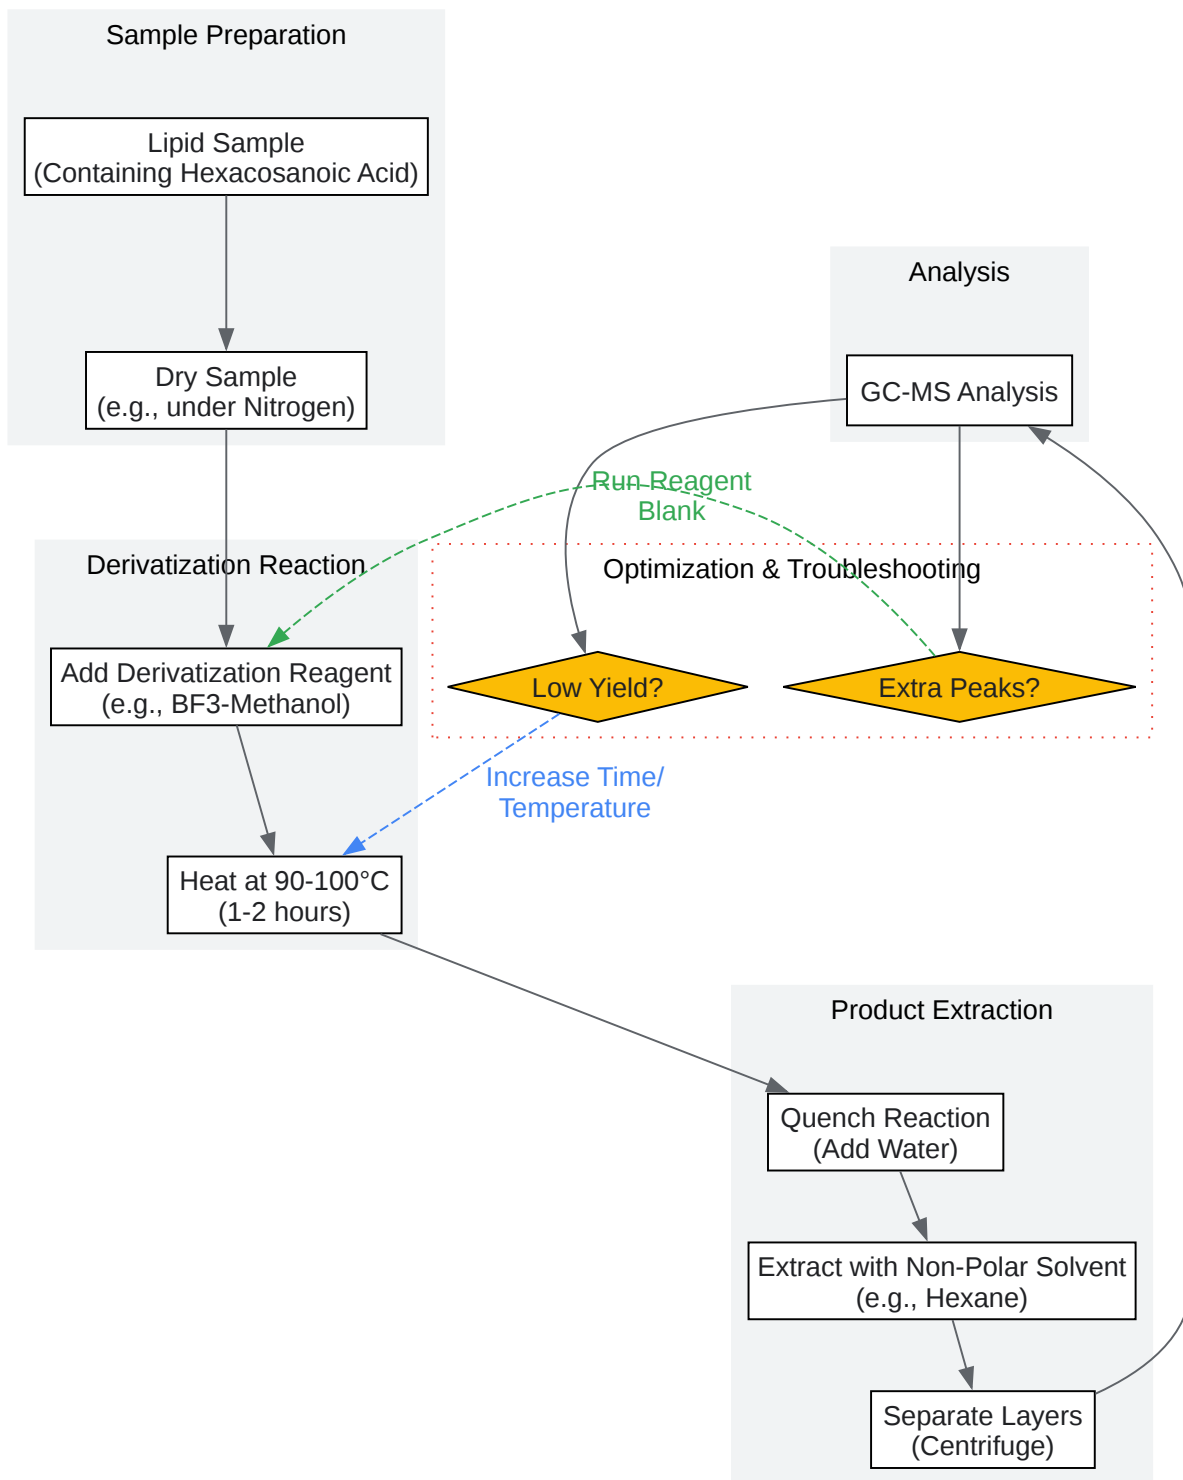 Sample Preparation
Lipid Sample
(Containing Hexacosanoic Acid)
Dry Sample
(e.g., under Nitrogen)
Analysis
GC-MS Analysis
Run Reagent
Blank
Derivatization Reaction
Optimization & Troubleshooting
Add Derivatization Reagent
(e.g., BF3-Methanol)
Low Yield?
Extra Peaks?
Increase Time/
Temperature
Heat at 90-100°C
(1-2 hours)
Product Extraction
Quench Reaction
(Add Water)
Extract with Non-Polar Solvent
(e.g., Hexane)
Separate Layers
(Centrifuge)